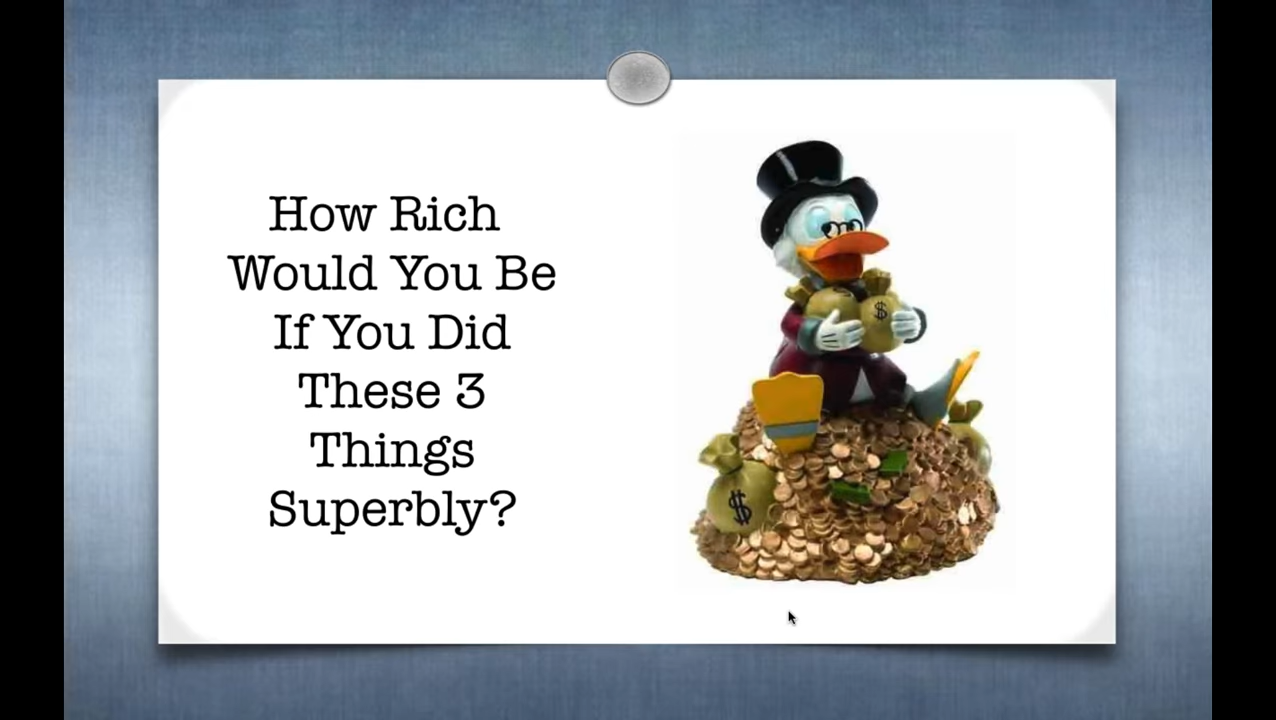 How Rich
Would You Be
If You Did
These 3
Things
Superbly?
$
$